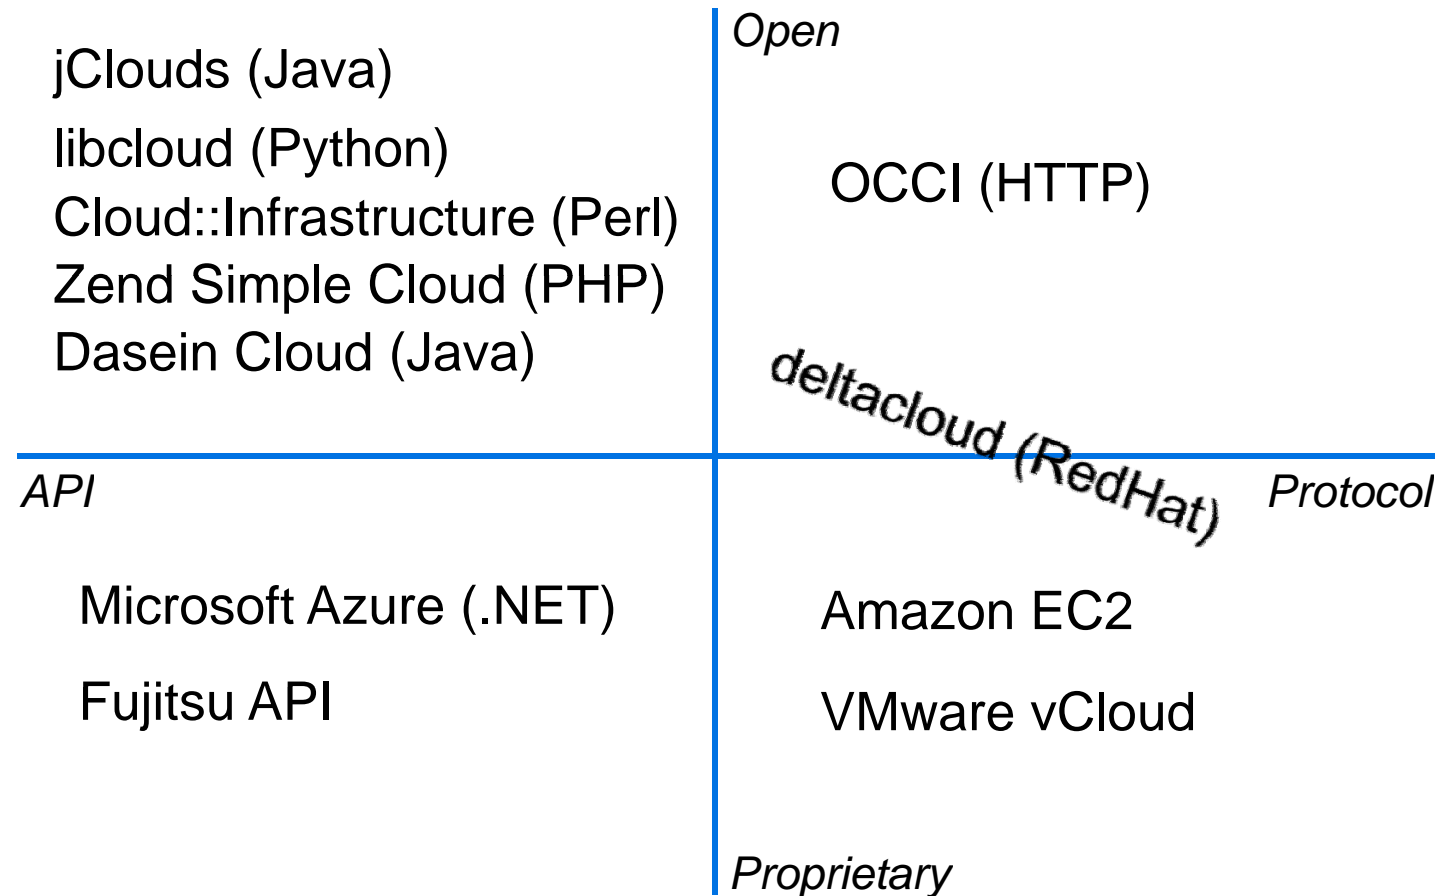 Open
jClouds (Java)
libcloud (Python)
Cloud::Infrastructure (Perl)
Zend Simple Cloud (PHP)
Dasein Cloud (Java)
OCCI (HTTP)
deltacloud (RedHat)
API
Protocol
Microsoft Azure (.NET)
Fujitsu API
Amazon EC2
VMware vCloud
Proprietary